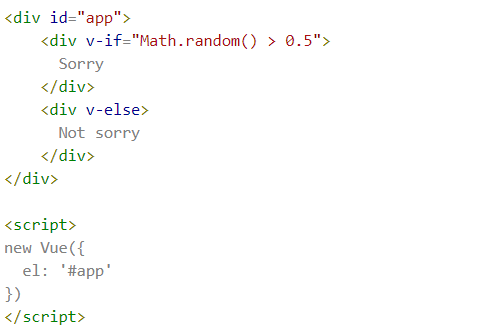 <div id="app">
    <div v-if="Math.random() > 0.5">
      Sorry
    </div>
    <div v-else>
      Not sorry
    </div>
</div>

<script>
new Vue({
  el: '#app'
})
</script>